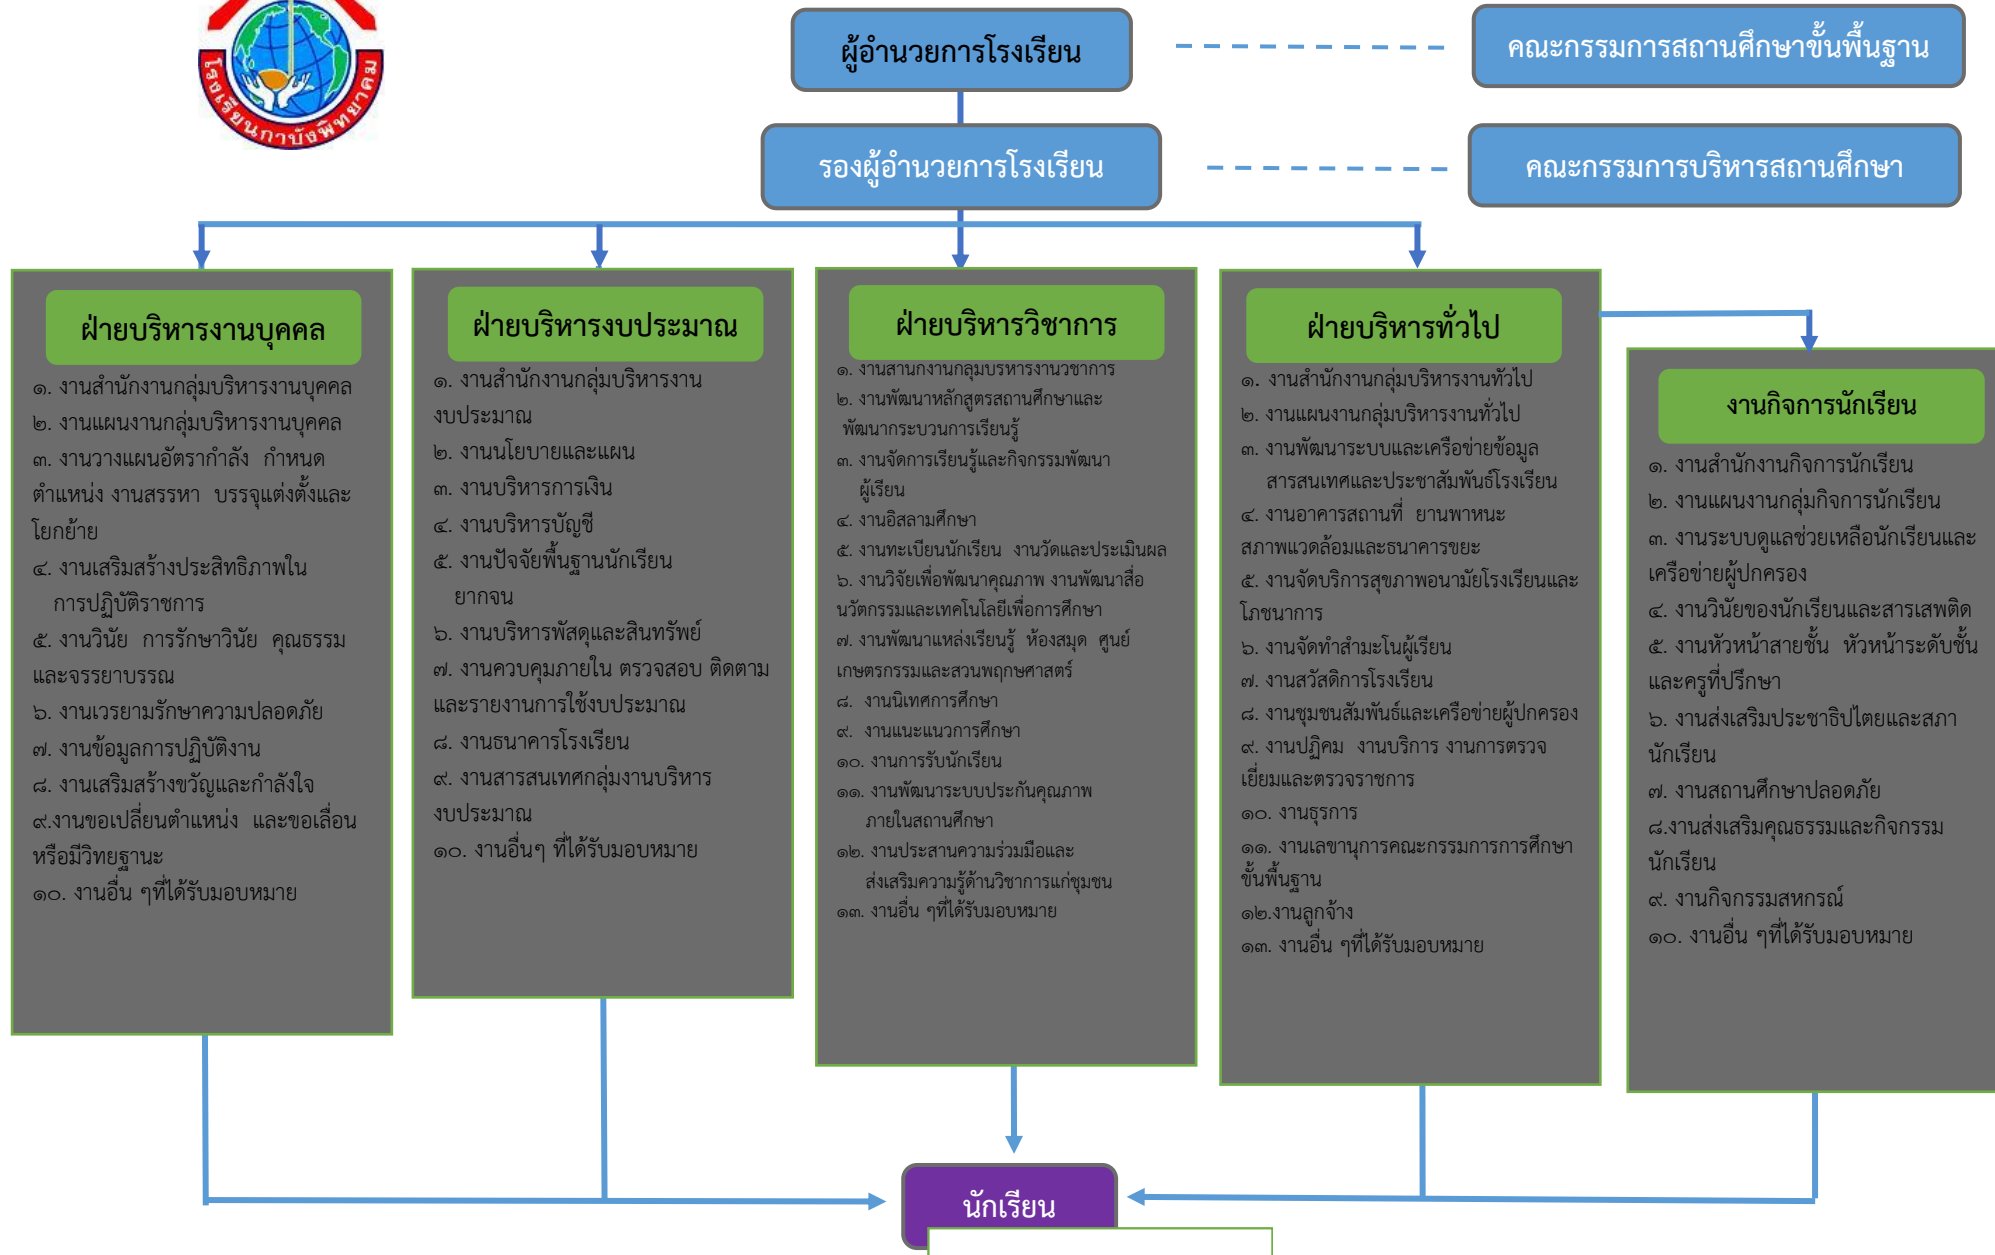 โรงเรียนกาบังพิทยาคม
ผู้อำนวยการโรงเรียน
คณะกรรมการสถานศึกษาขั้นพื้นฐาน
รองผู้อำนวยการโรงเรียน
คณะกรรมการบริหารสถานศึกษา
ฝ่ายบริหารงานบุคคล
๑. งานสำนักงานกลุ่มบริหารงานบุคคล
๒. งานแผนงานกลุ่มบริหารงานบุคคล
๓. งานวางแผนอัตรากำลัง กำหนด
ตำแหน่ง งานสรรหา บรรจุแต่งตั้งและ
โยกย้าย
๔. งานเสริมสร้างประสิทธิภาพใน
การปฏิบัติราชการ
๕. งานวินัย การรักษาวินัย คุณธรรม
และจรรยาบรรณ
๖. งานเวรยามรักษาความปลอดภัย
๗. งานข้อมูลการปฏิบัติงาน
๘. งานเสริมสร้างขวัญและกำลังใจ
๙.งานขอเปลี่ยนตำแหน่ง และขอเลื่อน
หรือมีวิทยฐานะ
๑๐. งานอื่น ๆที่ได้รับมอบหมาย
ฝ่ายบริหารงบประมาณ
๑. งานสำนักงานกลุ่มบริหารงาน
งบประมาณ
๒. งานนโยบายและแผน
๓. งานบริหารการเงิน
๔. งานบริหารบัญชี
๕. งานปัจจัยพื้นฐานนักเรียน
ยากจน
๖. งานบริหารพัสดุและสินทรัพย์
๗. งานควบคุมภายใน ตรวจสอบ ติดตาม
และรายงานการใช้งบประมาณ
๘. งานธนาคารโรงเรียน
๙. งานสารสนเทศกลุ่มงานบริหาร
งบประมาณ
๑๐. งานอื่นๆ ที่ได้รับมอบหมาย
ฝ่ายบริหารวิชาการ
๑. งานสำนักงานกลุ่มบริหารงานวิชาการ
๒. งานพัฒนาหลักสูตรสถานศึกษาและ
พัฒนากระบวนการเรียนรู้
๓. งานจัดการเรียนรู้และกิจกรรมพัฒนา
ผู้เรียน
๔. งานอิสลามศึกษา
๕. งานทะเบียนนักเรียน งานวัดและประเมินผล
๖. งานวิจัยเพื่อพัฒนาคุณภาพ งานพัฒนาสื่อ
นวัตกรรมและเทคโนโลยีเพื่อการศึกษา
๗. งานพัฒนาแหล่งเรียนรู้ ห้องสมุด ศูนย์
เกษตรกรรมและสวนพฤกษศาสตร์
๘. งานนิเทศการศึกษา
๙. งานแนะแนวการศึกษา
๑๐. งานการรับนักเรียน
๑๑. งานพัฒนาระบบประกันคุณภาพ
ภายในสถานศึกษา
๑๒. งานประสานความร่วมมือและ
ส่งเสริมความรู้ด้านวิชาการแก่ชุมชน
๑๓. งานอื่น ๆที่ได้รับมอบหมาย
ฝ่ายบริหารทั่วไป
๑. งานสำนักงานกลุ่มบริหารงานทั่วไป
๒. งานแผนงานกลุ่มบริหารงานทั่วไป
๓. งานพัฒนาระบบและเครือข่ายข้อมูล
สารสนเทศและประชาสัมพันธ์โรงเรียน
๔. งานอาคารสถานที่ ยานพาหนะ
สภาพแวดล้อมและธนาคารขยะ
๕. งานจัดบริการสุขภาพอนามัยโรงเรียนและ
โภชนาการ
๖. งานจัดทำสำมะโนผู้เรียน
๗. งานสวัสดิการโรงเรียน
๘. งานชุมชนสัมพันธ์และเครือข่ายผู้ปกครอง
๙. งานปฏิคม งานบริการ งานการตรวจ
เยี่ยมและตรวจราชการ
๑๐. งานธุรการ
๑๑. งานเลขานุการคณะกรรมการการศึกษา
ขั้นพื้นฐาน
๑๒.งานลูกจ้าง
๑๓. งานอื่น ๆที่ได้รับมอบหมาย
งานกิจการนักเรียน
๑. งานสำนักงานกิจการนักเรียน
๒. งานแผนงานกลุ่มกิจการนักเรียน
๓. งานระบบดูแลช่วยเหลือนักเรียนและ
เครือข่ายผู้ปกครอง
๔. งานวินัยของนักเรียนและสารเสพติด
๕. งานหัวหน้าสายชั้น หัวหน้าระดับชั้น
และครูที่ปรึกษา
๖. งานส่งเสริมประชาธิปไตยและสภา
นักเรียน
๗. งานสถานศึกษาปลอดภัย
๘.งานส่งเสริมคุณธรรมและกิจกรรม
นักเรียน
๙. งานกิจกรรมสหกรณ์
๑๐. งานอื่น ๆที่ได้รับมอบหมาย
นักเรียน